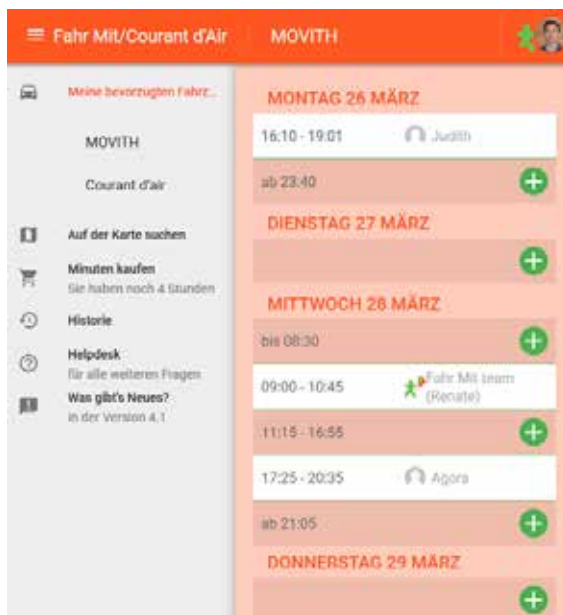 Fahr Mit/Courant d'Air
MOVITH
Meine bevorzugten Fahrz...
MOVITH
Courant d'air
Auf der Karte suchen
Minuten kaufen
Sie haben noch 4 Stunden
Historie
Helpdesk
für alle weiteren Fragen
Was gibt's Neues?
in der Version 4.1
MONTAG 26 MÄRZ
16:10 - 19:01 Judith
ab 23:40
DIENSTAG 27 MÄRZ
MITTWOCH 28 MÄRZ
bis 08:30
09:00 - 10:45 Fahr Mit team
(Renate)
11:15 - 16:55
17:25 - 20:35 Agora
ab 21:05
DONNERSTAG 29 MÄRZ